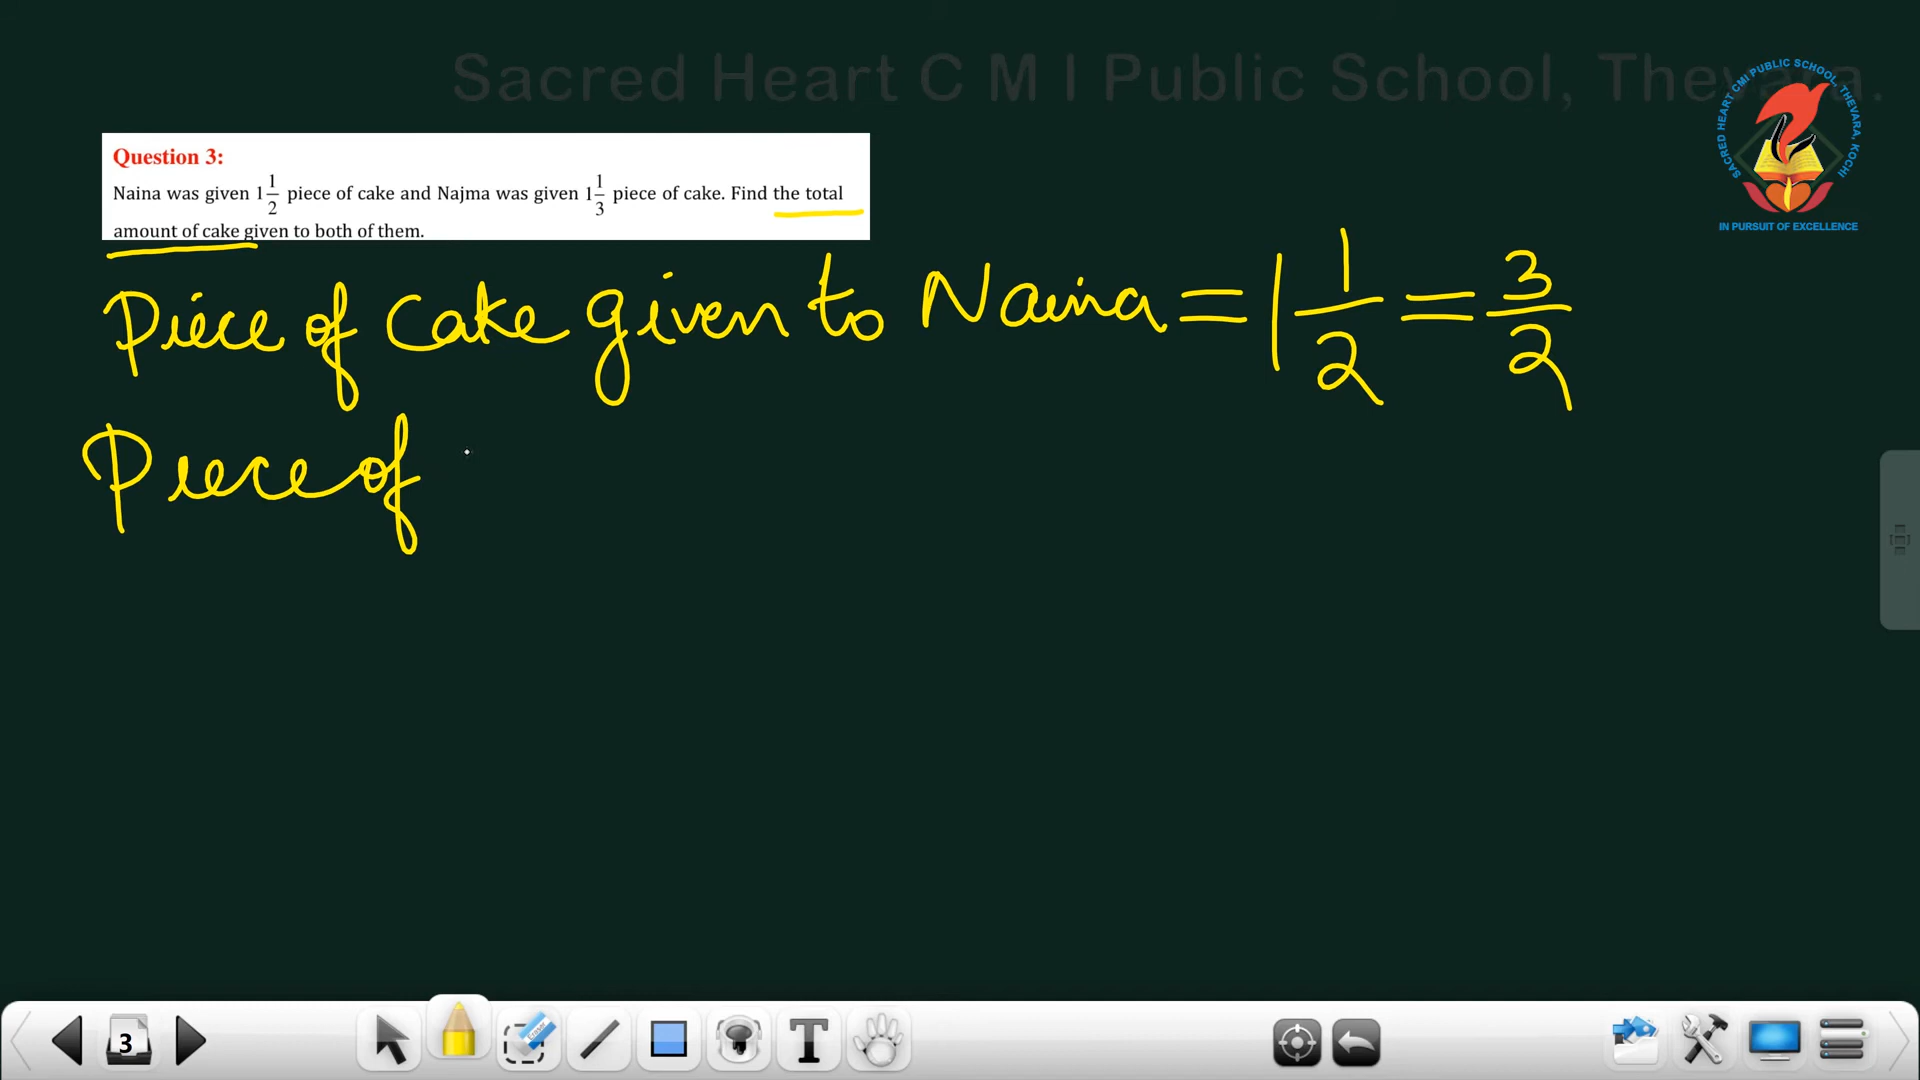 Sacred Heart C M I Public School, Thevara.
SACRED HEART CMI PUBLIC SCHOOL, THEVARA, KOCHI
IN PURSUIT OF EXCELLENCE
Question 3:
Naina was given 1 1/2 piece of cake and Najma was given 1 1/3 piece of cake. Find the total
amount of cake given to both of them.
Piece of Cake given to Naina = 1 1/2 = 3/2
Piece of
3
Eraser
T